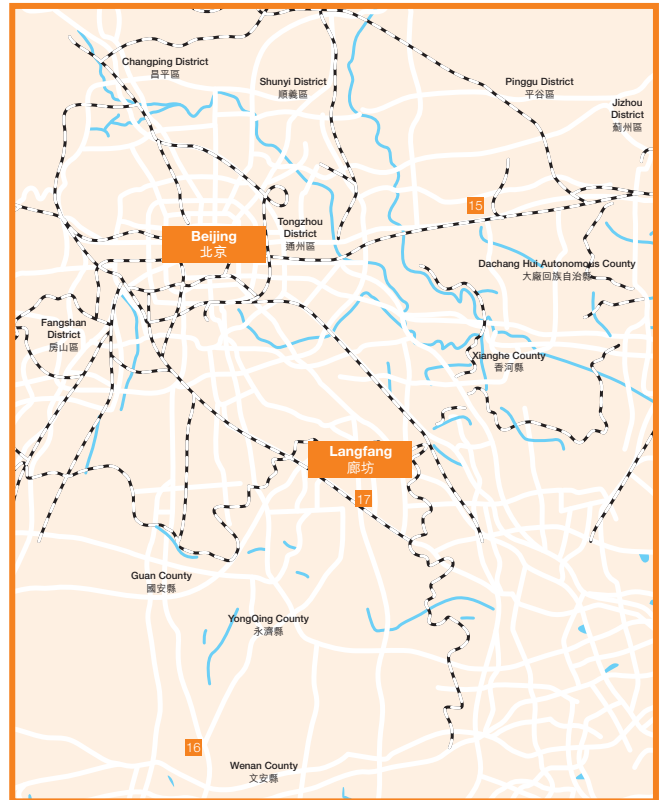 Changping District
昌平區
Shunyi District
順義區
Pinggu District
平谷區
Jizhou
District
薊州區
15
Beijing
北京
Tongzhou
District
通州區
Dachang Hui Autonomous County
大廠回族自治縣
Fangshan
District
房山區
Xianghe County
香河縣
Langfang
廊坊
17
Guan County
國安縣
YongQing County
永濟縣
16
Wenan County
文安縣